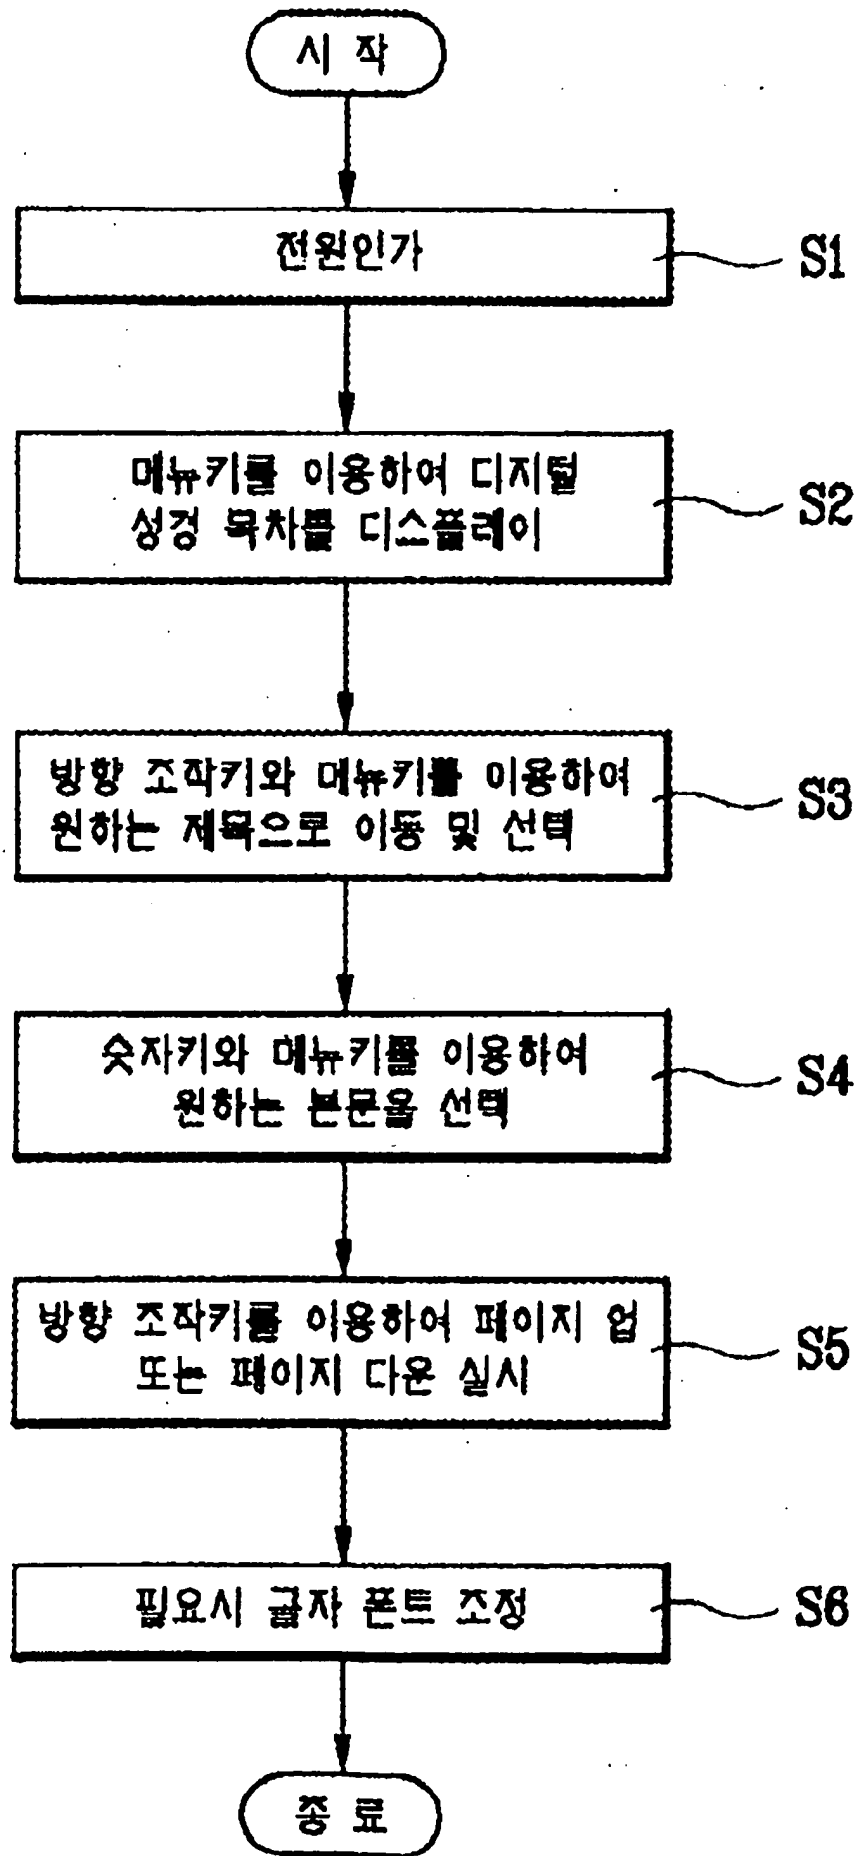 시 작
전원인가
S1
메뉴키를 이용하여 디지털
성경 목차를 디스플레이
S2
방향 조작키와 메뉴키를 이용하여
원하는 제목으로 이동 및 선택
S3
숫자키와 메뉴키를 이용하여
원하는 본문을 선택
S4
방향 조작키를 이용하여 페이지 업
또는 페이지 다운 실시
S5
필요시 글자 폰트 조정
S6
종 료